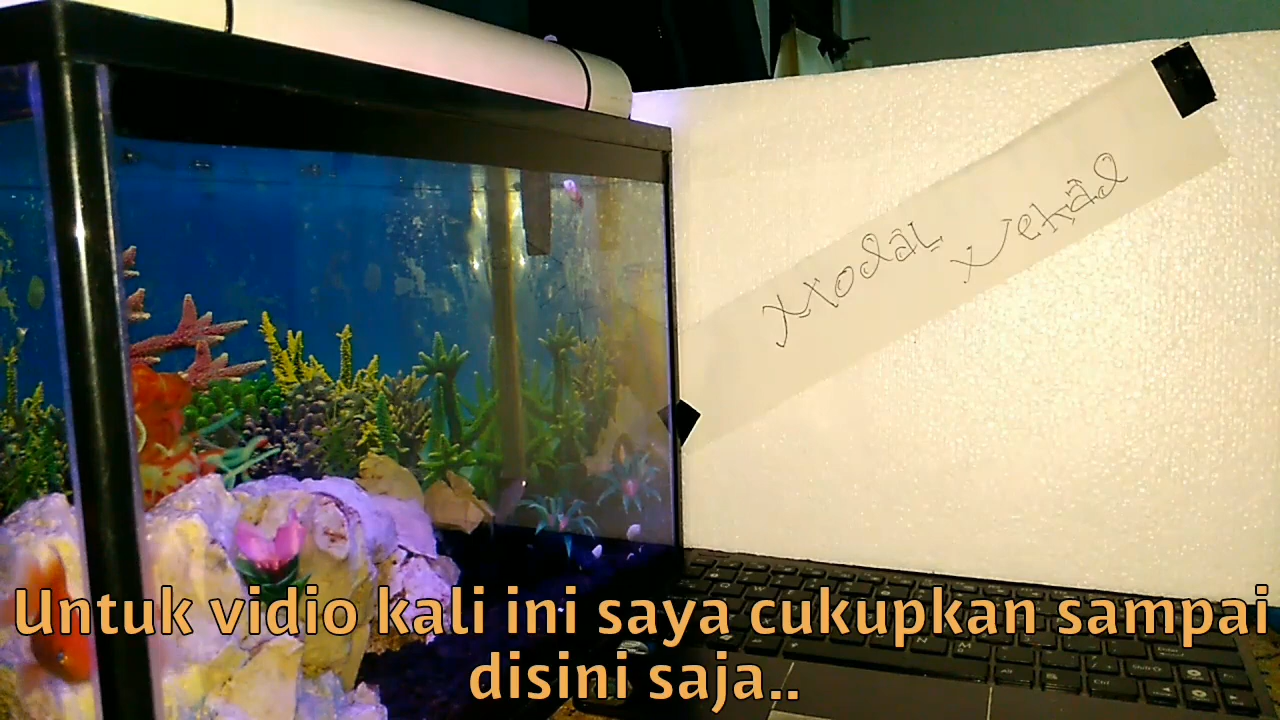 Modal Nekad
Untuk vidio kali ini saya cukupkan sampai
disini saja..